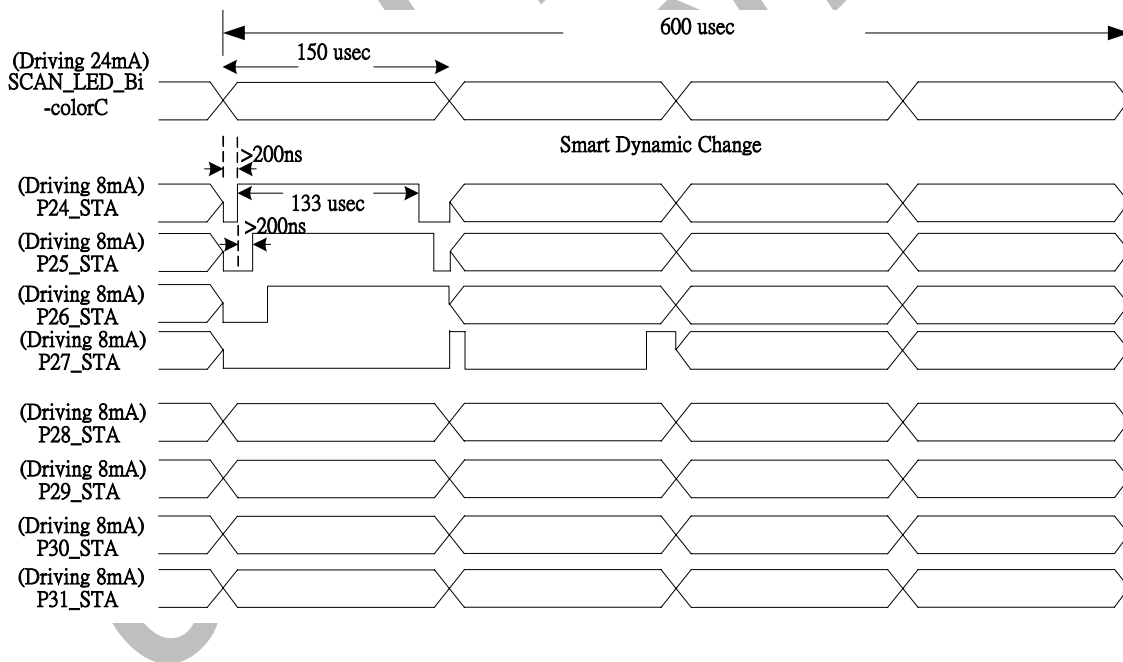 600 usec
150 usec
(Driving 24mA)
SCAN_LED_Bi
-colorC
Smart Dynamic Change
>200ns
(Driving 8mA)
P24_STA
133 usec
>200ns
(Driving 8mA)
P25_STA
(Driving 8mA)
P26_STA
(Driving 8mA)
P27_STA
(Driving 8mA)
P28_STA
(Driving 8mA)
P29_STA
(Driving 8mA)
P30_STA
(Driving 8mA)
P31_STA